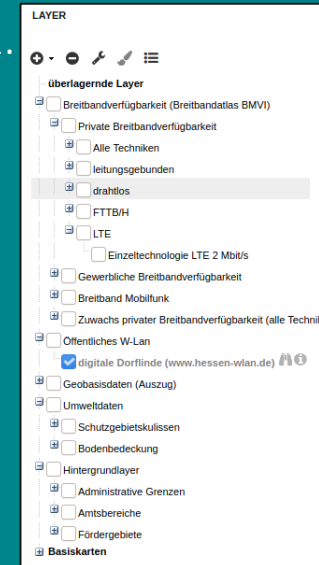 LAYER
überlagernde Layer
Breitbandverfügbarkeit (Breitbandatlas BMVI)
Private Breitbandverfügbarkeit
Alle Techniken
leitungsgebunden
drahtlos
FTTB/H
LTE
Einzeltechnologie LTE 2 Mbit/s
Gewerbliche Breitbandverfügbarkeit
Breitband Mobilfunk
Zuwachs privater Breitbandverfügbarkeit (alle Techni
Öffentliches W-Lan
digitale Dorflinde (www.hessen-wlan.de)
Geobasisdaten (Auszug)
Umweltdaten
Schutzgebietskulissen
Bodenbedeckung
Hintergrundlayer
Administrative Grenzen
Amtsbereiche
Fördergebiete
Basiskarten